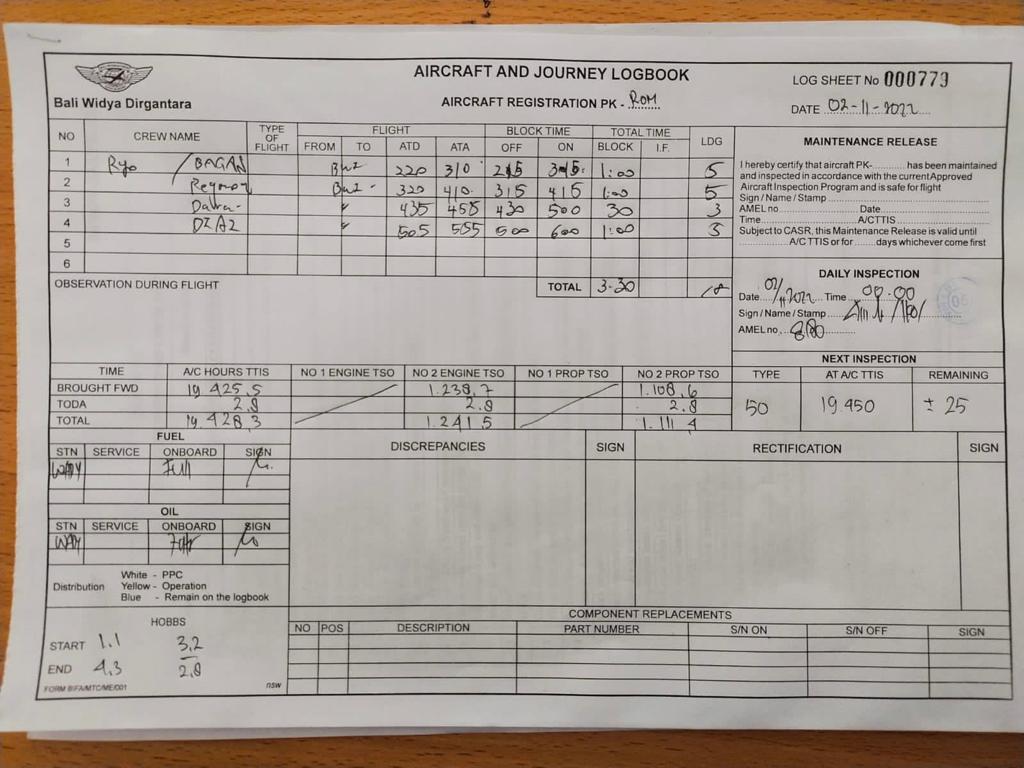 AIRCRAFT AND JOURNEY LOGBOOK
LOG SHEET No 000779
Bali Widya Dirgantara
AIRCRAFT REGISTRATION PK - ROM
DATE 02-11-2022
NO CREW NAME TYPE OF FLIGHT FLIGHT BLOCK TIME TOTAL TIME LDG
FROM TO ATD ATA OFF ON BLOCK I.F.
1 Ryo / BAGAN BWI 220 310 215 315 1:00 5
2 BWI - 320 410 315 415 1:00 5
3 435 455 430 500 30 3
4 DIAZ 505 555 500 600 1:00 5
5
6
TOTAL 3-30 18
OBSERVATION DURING FLIGHT
MAINTENANCE RELEASE
I hereby certify that aircraft PK-.......... has been maintained
and inspected in accordance with the current Approved
Aircraft Inspection Program and is safe for flight
Sign / Name / Stamp
AMEL no Date
Time A/CTTIS
Subject to CASR, this Maintenance Release is valid until
A/C TTIS or for days whichever come first
DAILY INSPECTION
Date 02/11/2022 Time 00.00
Sign / Name / Stamp
AMEL no,
NEXT INSPECTION
TYPE AT A/C TTIS REMAINING
50 19.450 ± 25
TIME A/C HOURS TTIS NO 1 ENGINE TSO NO 2 ENGINE TSO NO 1 PROP TSO NO 2 PROP TSO
BROUGHT FWD 19.425,5 1.238,7 1.108,6
TODA 2.8 2.8 2.8
TOTAL 19.428,3 1.241,5 1.111,4
FUEL
STN SERVICE ONBOARD SIGN
WADY Full
OIL
STN SERVICE ONBOARD SIGN
WADY
DISCREPANCIES SIGN RECTIFICATION SIGN
Distribution White - PPC
Yellow - Operation
Blue - Remain on the logbook
HOBBS
START 1.1 3,2
END 4,3 2,8
FORM BIFA/MTC/ME/001
nsw
COMPONENT REPLACEMENTS
NO POS DESCRIPTION PART NUMBER S/N ON S/N OFF SIGN